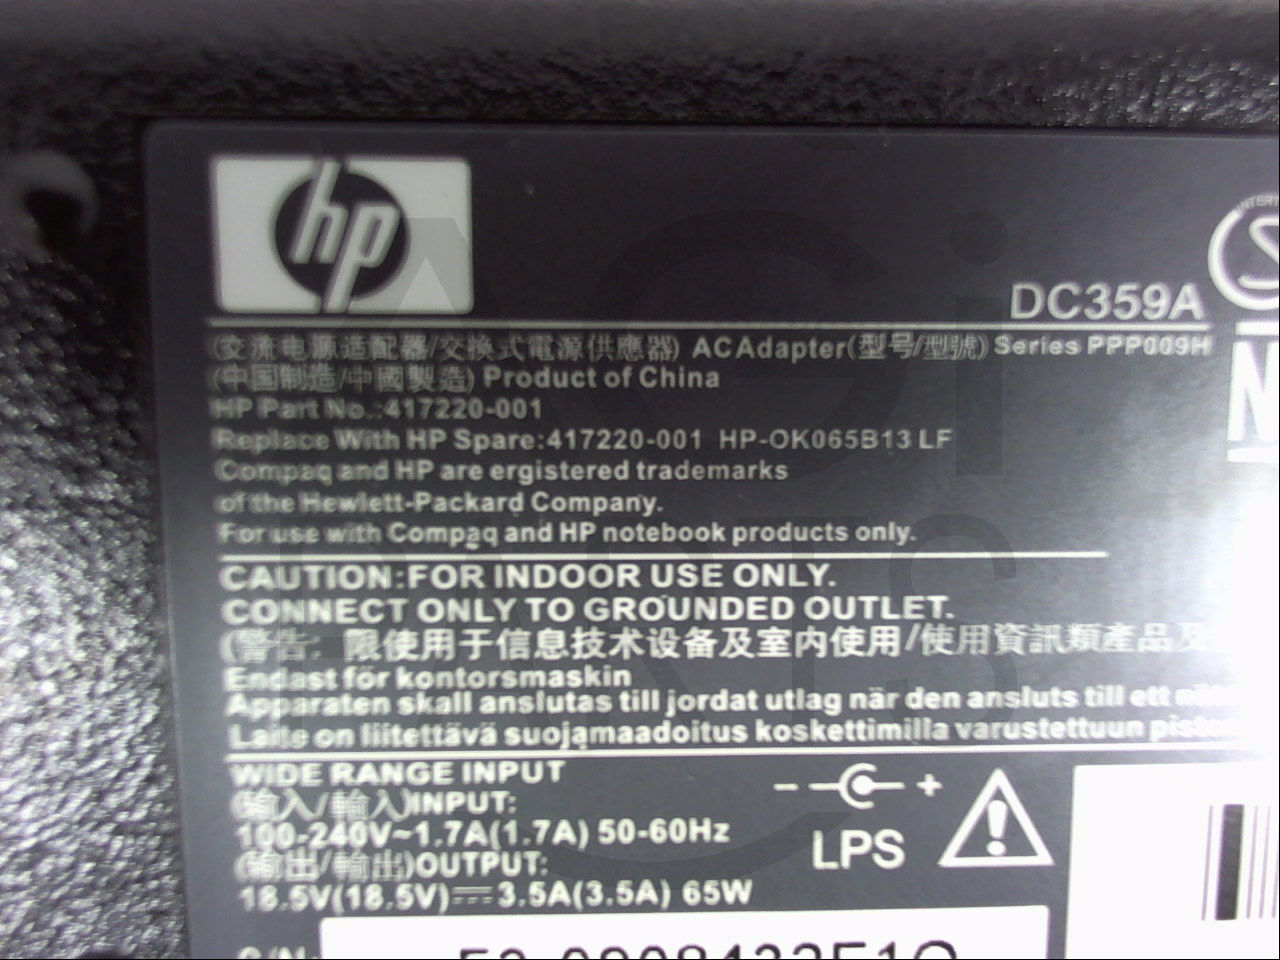 hp
DC359A
(交流电源适配器/交换式電源供應器) ACAdapter(型号/型號) Series PPP009H
(中国制造/中國製造) Product of China
HP Part No.:417220-001
Replace With HP Spare:417220-001 HP-OK065B13 LF
Compaq and HP are ergistered trademarks
of the Hewlett-Packard Company.
For use with Compaq and HP notebook products only.
CAUTION:FOR INDOOR USE ONLY.
CONNECT ONLY TO GROUNDED OUTLET.
(警告: 限使用于信息技术设备及室内使用/使用資訊類產品及
Endast för kontorsmaskin
Apparaten skall anslutas till jordat utlag när den ansluts till ett
Laite on liitettävä suojamaadoitus koskettimilla varustettuun
WIDE RANGE INPUT
(输入/輸入)INPUT:
100-240V~1.7A(1.7A) 50-60Hz
(输出/輸出)OUTPUT:
18.5V(18.5V)⎓3.5A(3.5A) 65W
- +
LPS
S/N: